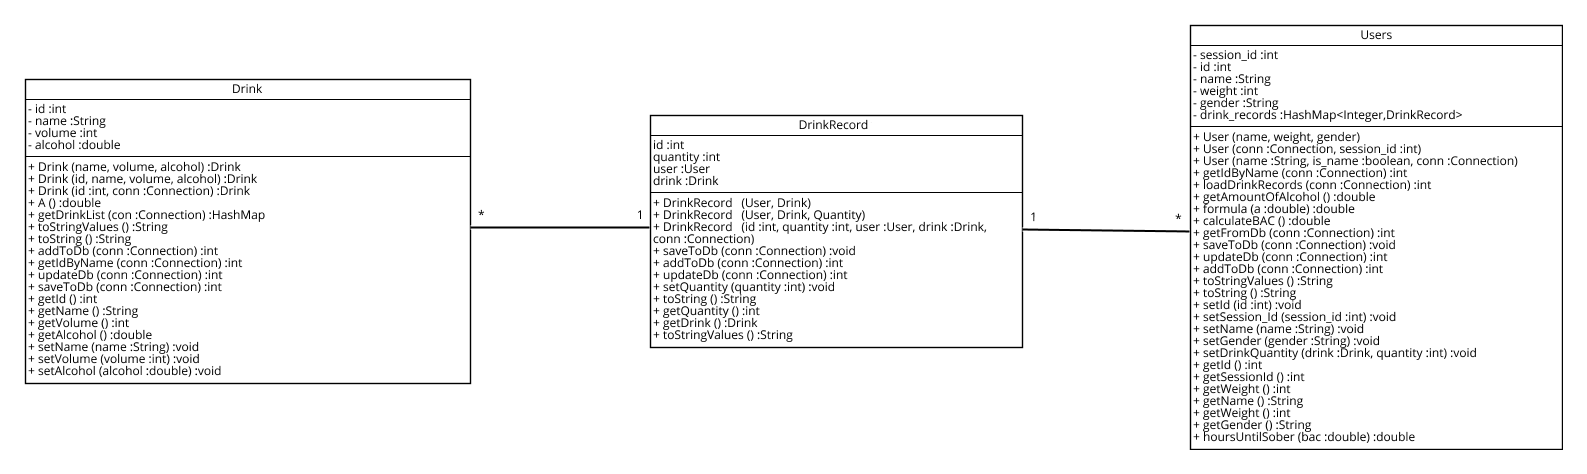 Drink
- id :int
- name :String
- volume :int
- alcohol :double
+ Drink (name, volume, alcohol) :Drink
+ Drink (id, name, volume, alcohol) :Drink
+ Drink (id :int, conn :Connection) :Drink
+ A () :double
+ getDrinkList (con :Connection) :HashMap
+ toStringValues () :String
+ toString () :String
+ addToDb (conn :Connection) :int
+ getIdByName (conn :Connection) :int
+ updateDb (conn :Connection) :int
+ saveToDb (conn :Connection) :int
+ getId () :int
+ getName () :String
+ getVolume () :int
+ getAlcohol () :double
+ setName (name :String) :void
+ setVolume (volume :int) :void
+ setAlcohol (alcohol :double) :void
*
1
DrinkRecord
id :int
quantity :int
user :User
drink :Drink
+ DrinkRecord (User, Drink)
+ DrinkRecord (User, Drink, Quantity)
+ DrinkRecord (id :int, quantity :int, user :User, drink :Drink,
conn :Connection)
+ saveToDb (conn :Connection) :void
+ addToDb (conn :Connection) :int
+ updateDb (conn :Connection) :int
+ setQuantity (quantity :int) :void
+ toString () :String
+ getQuantity () :int
+ getDrink () :Drink
+ toStringValues () :String
1
*
Users
- session_id :int
- id :int
- name :String
- weight :int
- gender :String
- drink_records :HashMap<Integer,DrinkRecord>
+ User (name, weight, gender)
+ User (conn :Connection, session_id :int)
+ User (name :String, is_name :boolean, conn :Connection)
+ getIdByName (conn :Connection) :int
+ loadDrinkRecords (conn :Connection) :int
+ getAmountOfAlcohol () :double
+ formula (a :double) :double
+ calculateBAC () :double
+ getFromDb (conn :Connection) :int
+ saveToDb (conn :Connection) :void
+ updateDb (conn :Connection) :int
+ addToDb (conn :Connection) :int
+ toStringValues () :String
+ toString () :String
+ setId (id :int) :void
+ setSession_Id (session_id :int) :void
+ setName (name :String) :void
+ setGender (gender :String) :void
+ setDrinkQuantity (drink :Drink, quantity :int) :void
+ getId () :int
+ getSessionId () :int
+ getWeight () :int
+ getName () :String
+ getWeight () :int
+ getGender () :String
+ hoursUntilSober (bac :double) :double